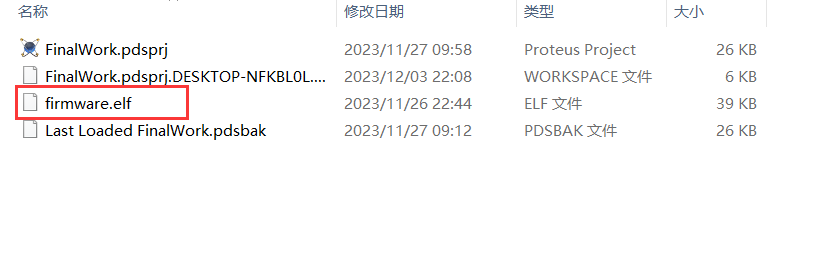 名称 修改日期 类型 大小
FinalWork.pdsprj 2023/11/27 09:58 Proteus Project 26 KB
FinalWork.pdsprj.DESKTOP-NFKBL0L.... 2023/12/03 22:08 WORKSPACE 文件 6 KB
firmware.elf 2023/11/26 22:44 ELF 文件 39 KB
Last Loaded FinalWork.pdsbak 2023/11/27 09:12 PDSBAK 文件 26 KB